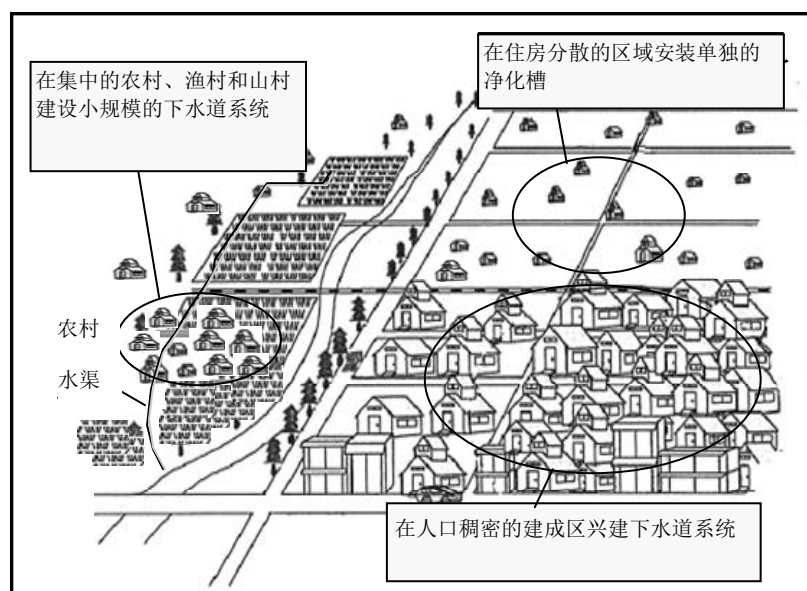 在集中的农村、渔村和山村
建设小规模的下水道系统
在住房分散的区域安装单独的
净化槽
农村
水渠
在人口稠密的建成区兴建下水道系统